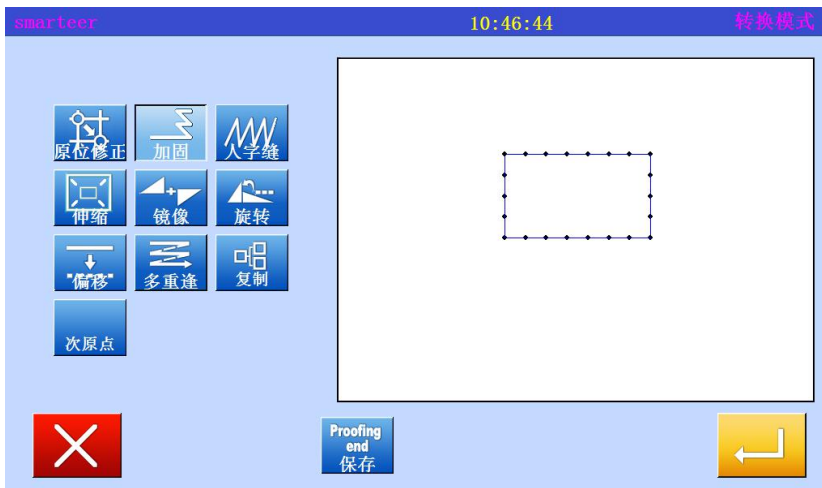 smarteer 10:46:44 转换模式
原位修正 加固 人字缝
伸缩 镜像 旋转
偏移 多重逢 复制
次原点
Proofing
end
保存